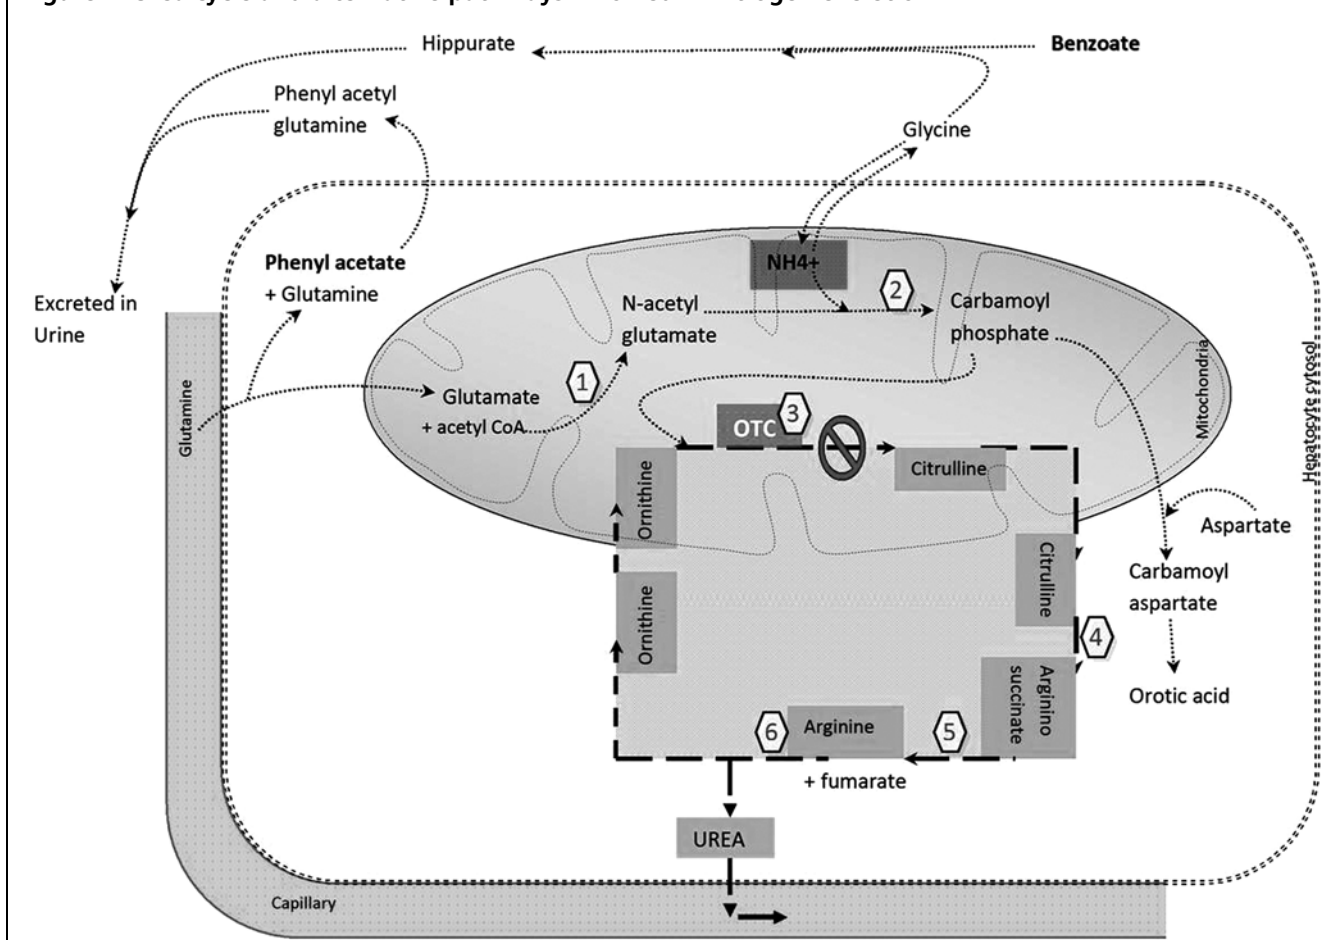 Hippurate
Benzoate
Phenyl acetyl
glutamine
Glycine
Phenyl acetate
+ Glutamine
NH4+
Excreted in
Urine
N-acetyl
glutamate
2
Carbamoyl
phosphate
1
Glutamate
+ acetyl CoA
OTC
3
Mitochondria
Hepatocyte cytosol
Glutamine
Ornithine
Citrulline
Aspartate
Ornithine
Citrulline
Carbamoyl
aspartate
4
Arginino
succinate
Orotic acid
6
Arginine
5
+ fumarate
UREA
Capillary